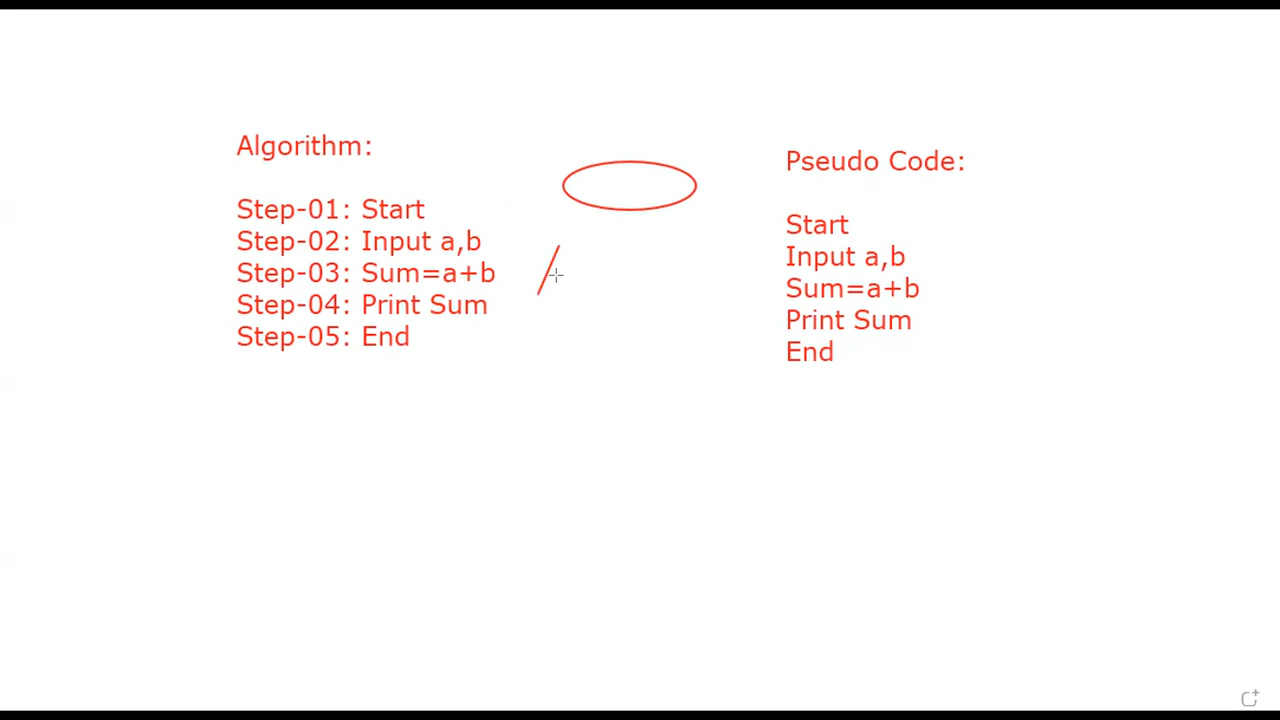 Algorithm:
Step-01: Start
Step-02: Input a,b
Step-03: Sum=a+b
Step-04: Print Sum
Step-05: End
Pseudo Code:
Start
Input a,b
Sum=a+b
Print Sum
End